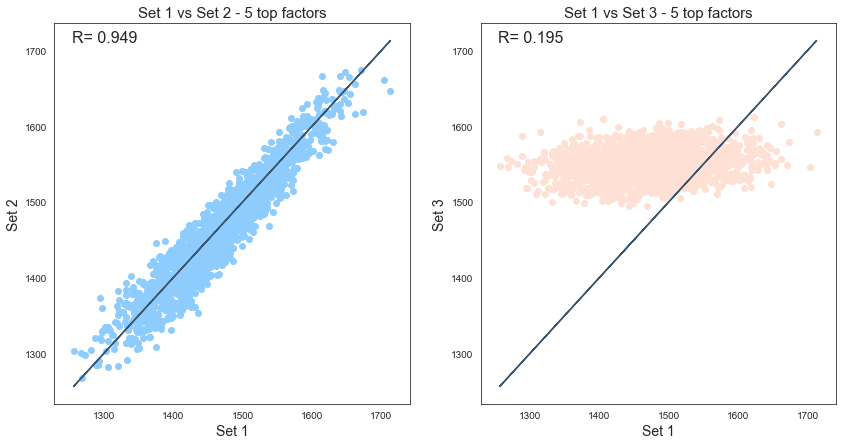 Set 1 vs Set 2 - 5 top factors
R= 0.949
1700
1600
1500
1400
1300
Set 2
1300 1400 1500 1600 1700
Set 1
Set 1 vs Set 3 - 5 top factors
R= 0.195
1700
1600
1500
1400
1300
Set 3
1300 1400 1500 1600 1700
Set 1